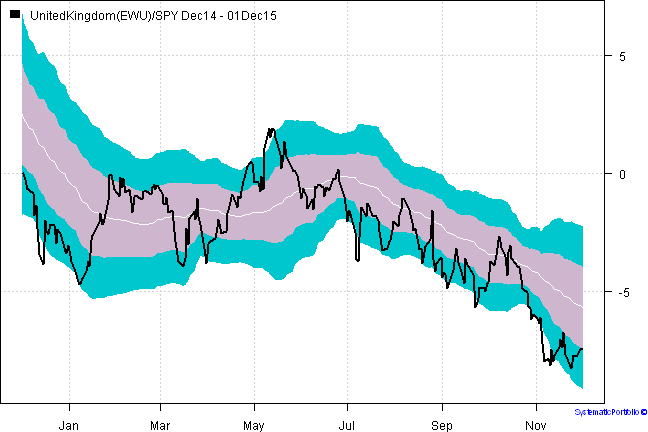 UnitedKingdom(EWU)/SPY Dec14 - 01Dec15
5
0
-5
Jan Mar May Jul Sep Nov
SystematicPortfolio ©